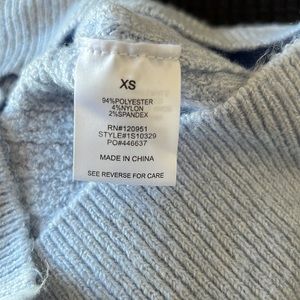 XS
94%POLYESTER
4%NYLON
2%SPANDEX
RN#120951
STYLE#1S10329
PO#446637
MADE IN CHINA
SEE REVERSE FOR CARE